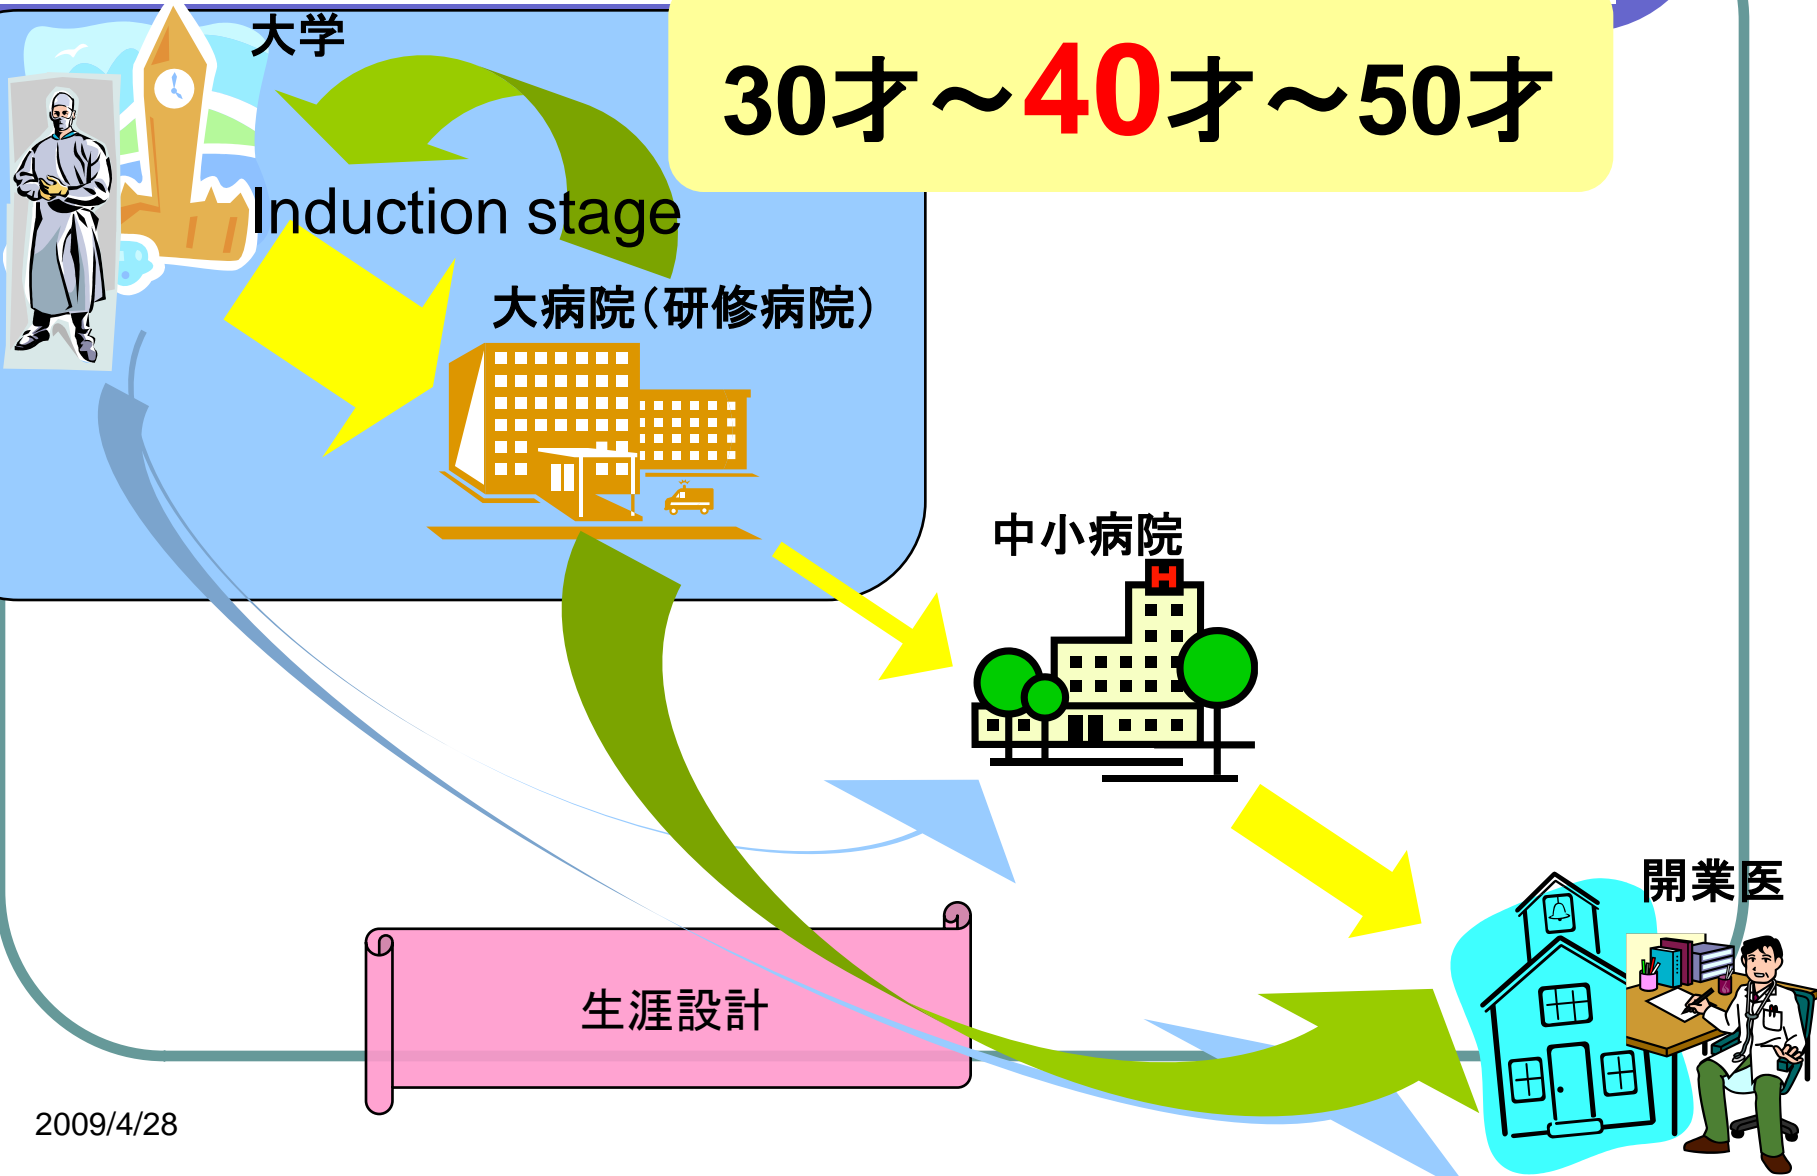 大学
30才～40才～50才
Induction stage
大病院（研修病院）
中小病院
H
開業医
生涯設計
2009/4/28